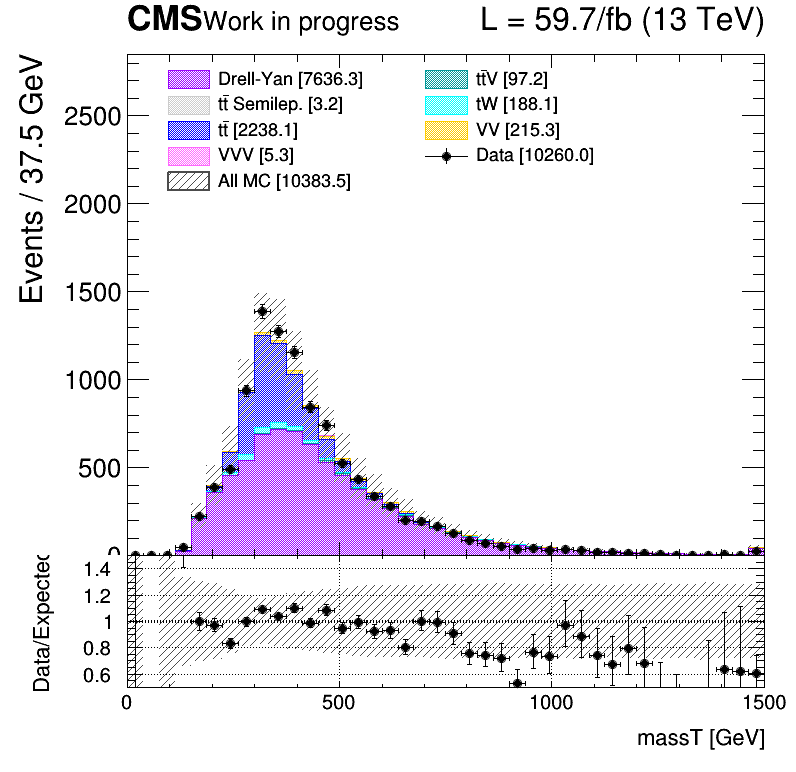 CMS Work in progress L = 59.7/fb (13 TeV)
Events / 37.5 GeV
2500
2000
1500
1000
500
0
Drell-Yan [7636.3]
tt̄ Semilep. [3.2]
tt̄ [2238.1]
VVV [5.3]
All MC [10383.5]
tt̄V [97.2]
tW [188.1]
VV [215.3]
Data [10260.0]
Data/Expected
1.4
1.2
1
0.8
0.6
0 500 1000 1500
massT [GeV]